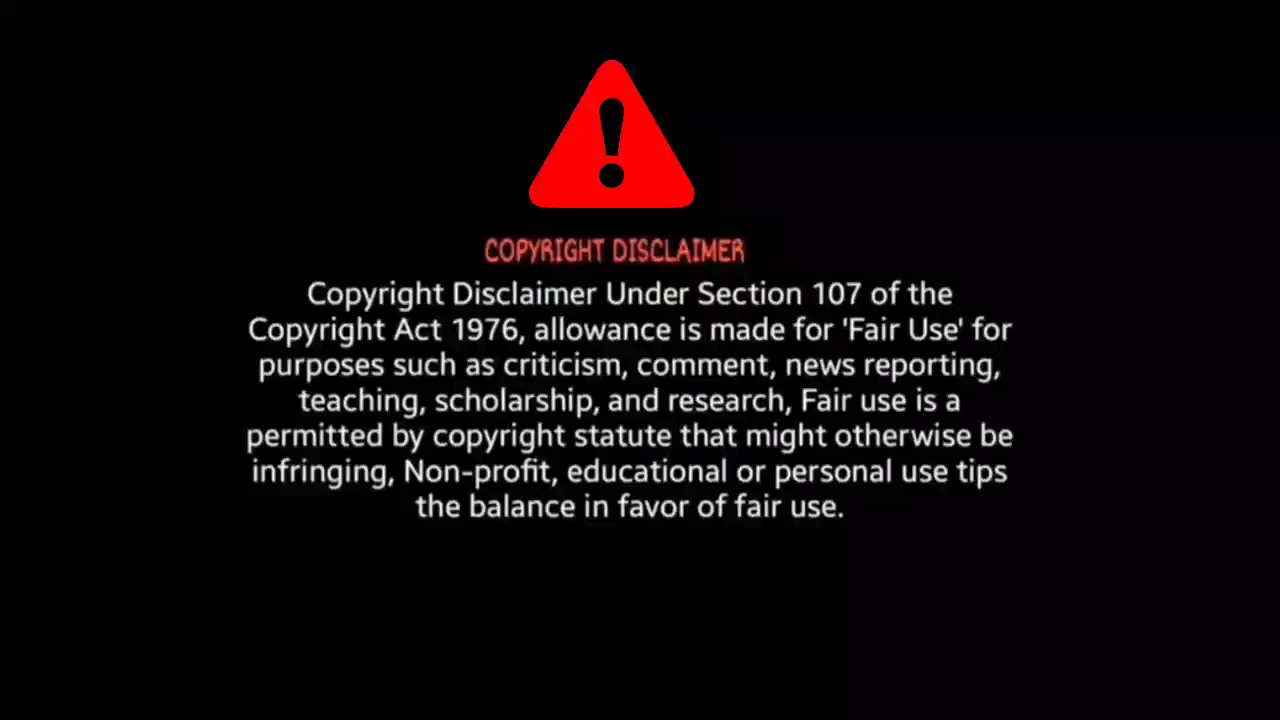 COPYRIGHT DISCLAIMER
Copyright Disclaimer Under Section 107 of the
Copyright Act 1976, allowance is made for 'Fair Use' for
purposes such as criticism, comment, news reporting,
teaching, scholarship, and research, Fair use is a
permitted by copyright statute that might otherwise be
infringing, Non-profit, educational or personal use tips
the balance in favor of fair use.